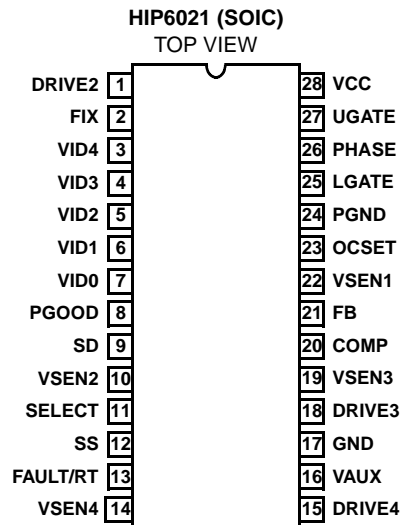 HIP6021 (SOIC)
TOP VIEW
DRIVE2 1 28 VCC
FIX 2 27 UGATE
VID4 3 26 PHASE
VID3 4 25 LGATE
VID2 5 24 PGND
VID1 6 23 OCSET
VID0 7 22 VSEN1
PGOOD 8 21 FB
SD 9 20 COMP
VSEN2 10 19 VSEN3
SELECT 11 18 DRIVE3
SS 12 17 GND
FAULT/RT 13 16 VAUX
VSEN4 14 15 DRIVE4